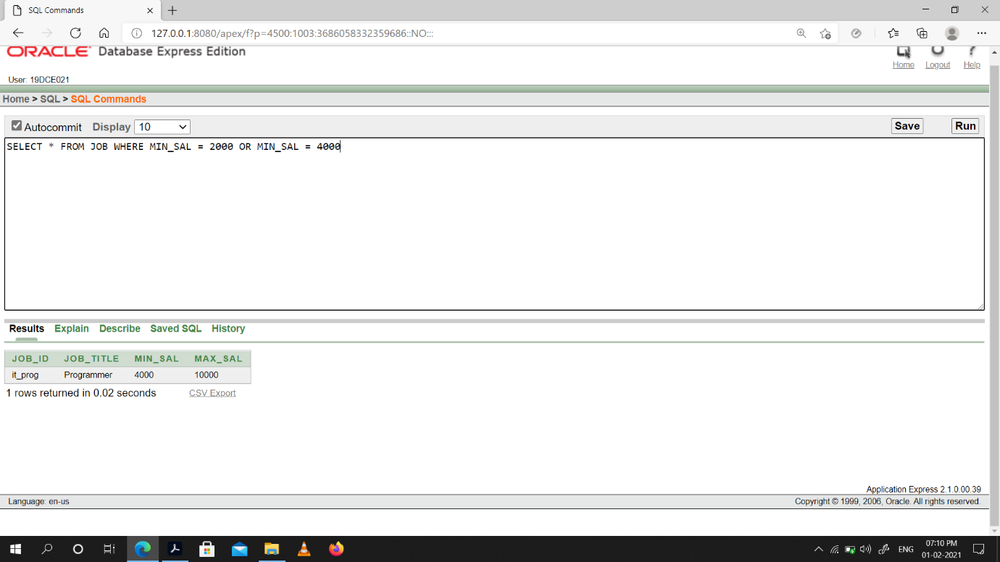 SQL Commands
127.0.0.1:8080/apex/f?p=4500:1003:3686058332359686::NO:::
ORACLE Database Express Edition
Home Logout Help
User: 19DCE021
Home > SQL > SQL Commands
Autocommit Display 10 Save Run
SELECT * FROM JOB WHERE MIN_SAL = 2000 OR MIN_SAL = 4000
Results Explain Describe Saved SQL History
JOB_ID JOB_TITLE MIN_SAL MAX_SAL
it_prog Programmer 4000 10000
1 rows returned in 0.02 seconds CSV Export
Application Express 2.1.0.00.39
Language: en-us Copyright © 1999, 2006, Oracle. All rights reserved.
ENG 07:10 PM
01-02-2021